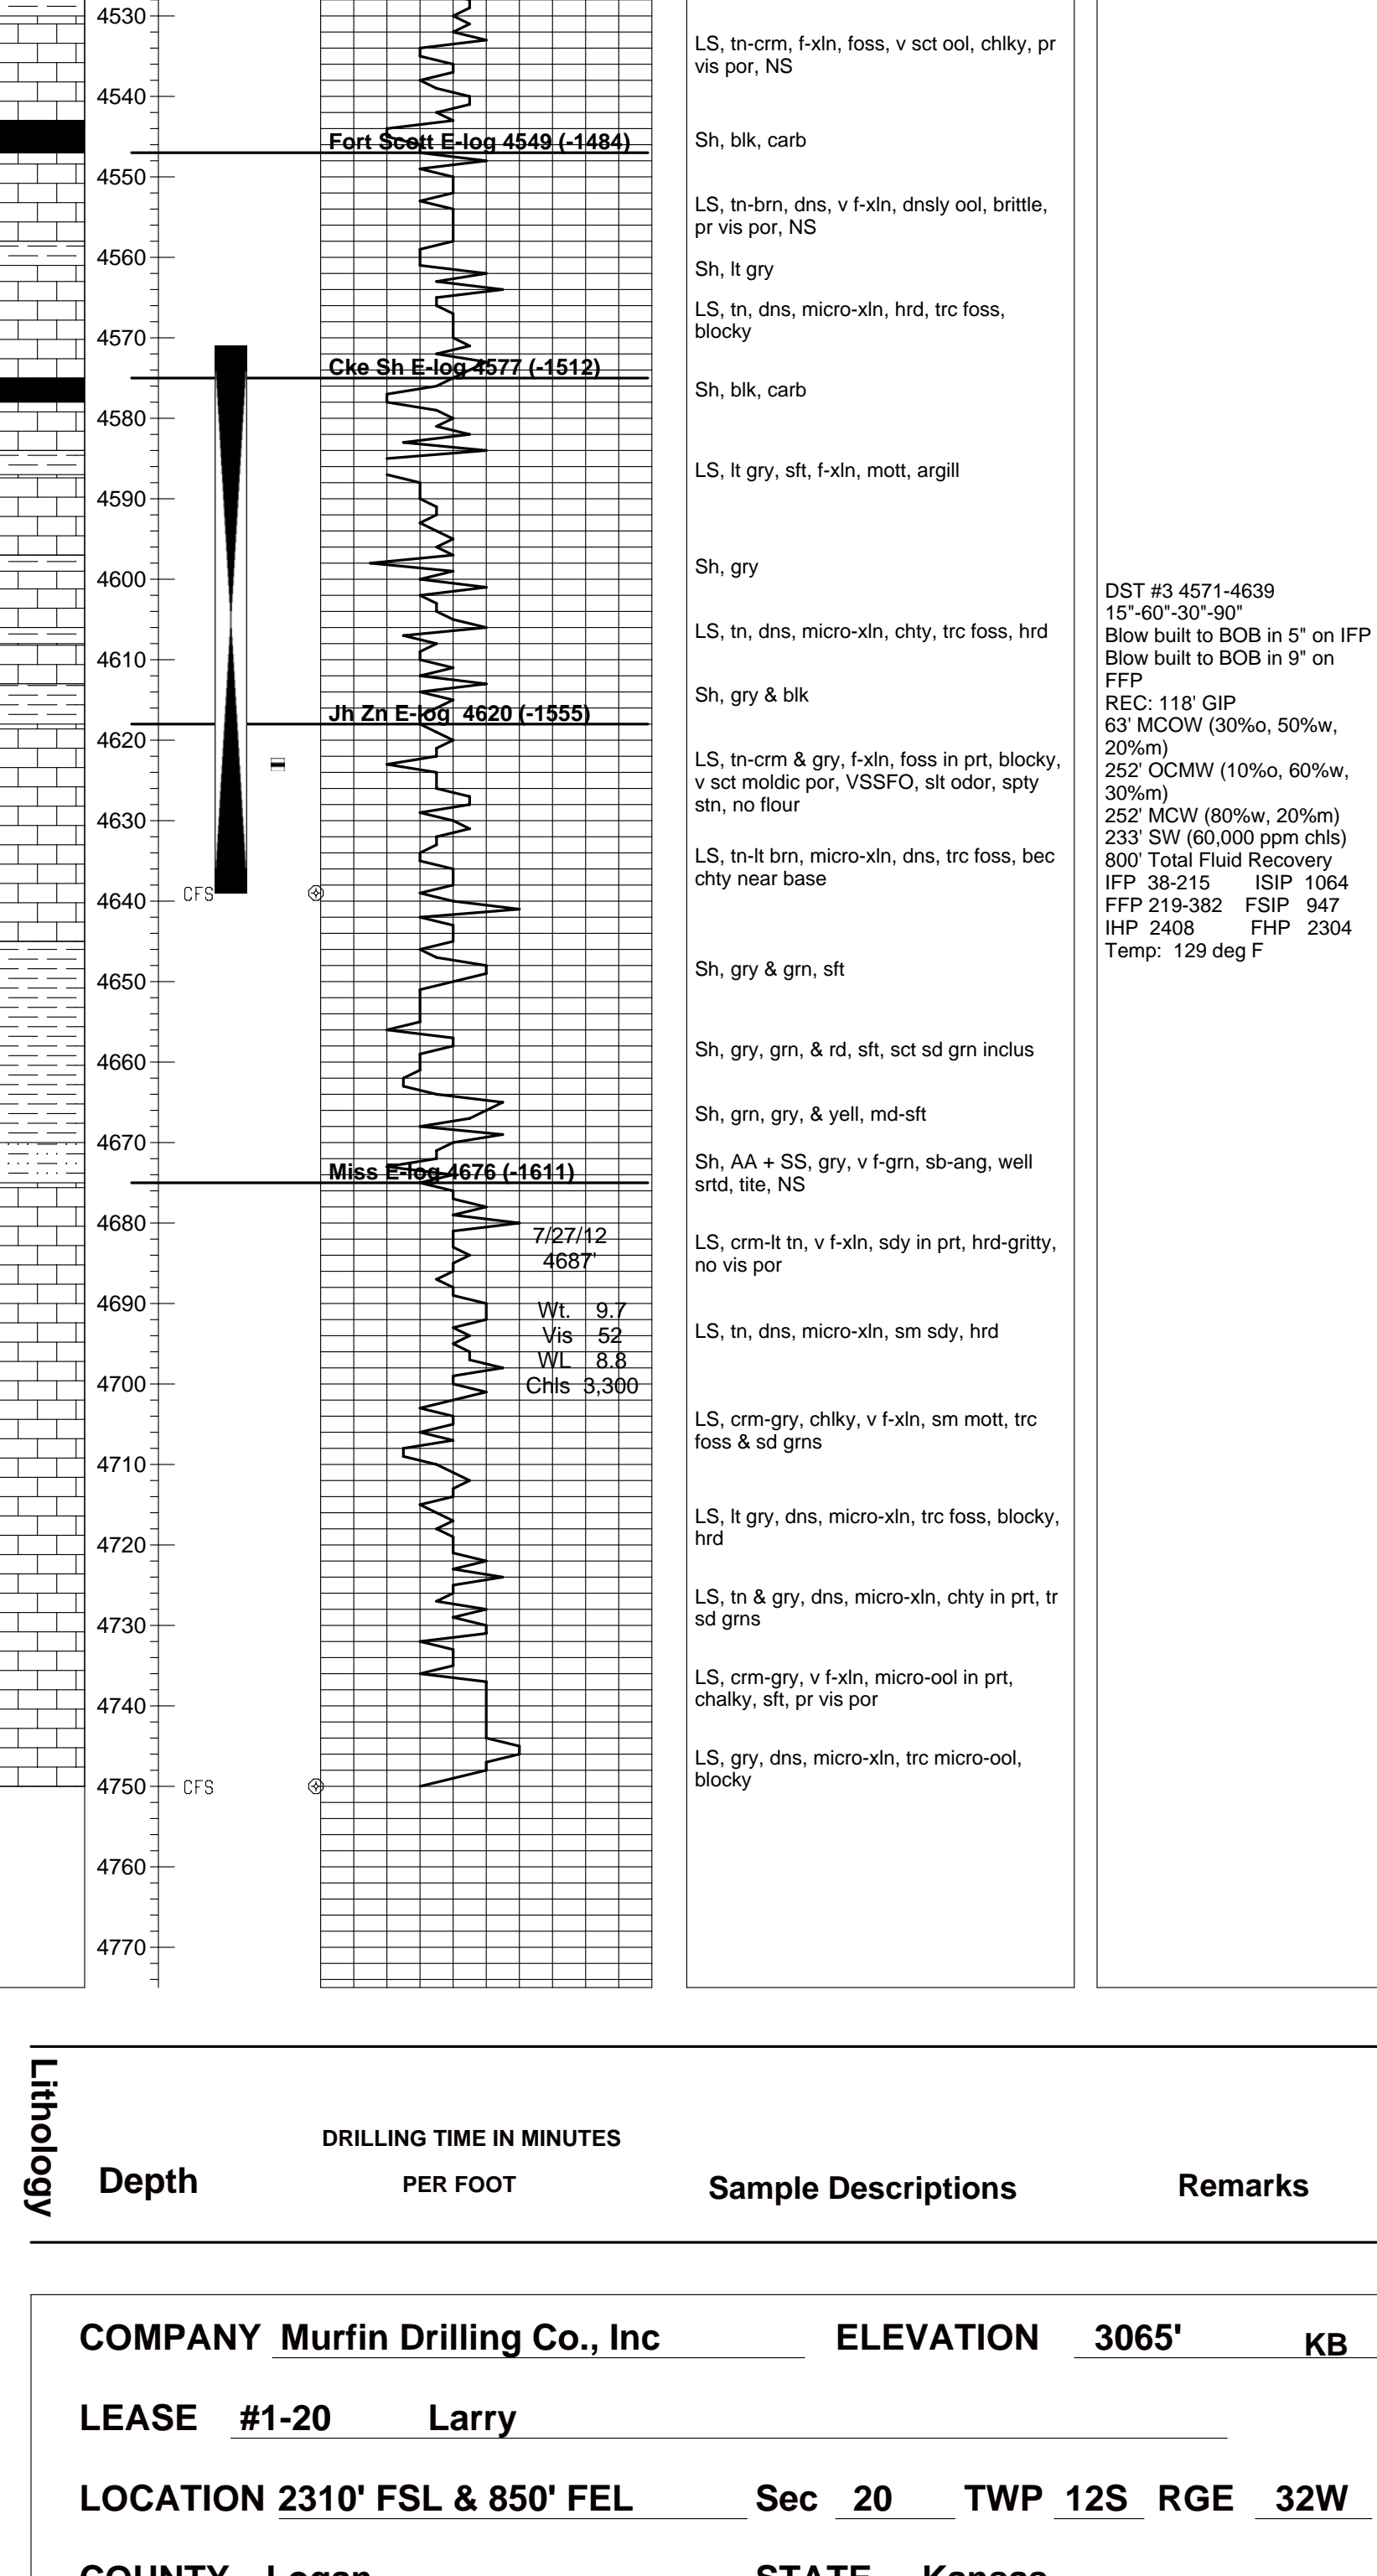 4530
LS, tn-crm, f-xln, foss, v sct ool, chlky, pr
vis por, NS
4540
Fort Scott E-log 4549 (-1484)
Sh, blk, carb
4550
LS, tn-brn, dns, v f-xln, dnsly ool, brittle,
pr vis por, NS
4560
Sh, lt gry
LS, tn, dns, micro-xln, hrd, trc foss,
blocky
4570
Cke Sh E-log 4577 (-1512)
Sh, blk, carb
4580
LS, lt gry, sft, f-xln, mott, argill
4590
Sh, gry
4600
LS, tn, dns, micro-xln, chty, trc foss, hrd
4610
Sh, gry & blk
Jh Zn E-log 4620 (-1555)
4620
LS, tn-crm & gry, f-xln, foss in prt, blocky,
v sct moldic por, VSSFO, slt odor, spty
stn, no flour
4630
LS, tn-lt brn, micro-xln, dns, trc foss, bec
chty near base
CFS
4640
DST #3 4571-4639
15"-60"-30"-90"
Blow built to BOB in 5" on IFP
Blow built to BOB in 9" on
FFP
REC: 118' GIP
63' MCOW (30%o, 50%w,
20%m)
252' OCMW (10%o, 60%w,
30%m)
252' MCW (80%w, 20%m)
233' SW (60,000 ppm chls)
800' Total Fluid Recovery
IFP 38-215 ISIP 1064
FFP 219-382 FSIP 947
IHP 2408 FHP 2304
Temp: 129 deg F
Sh, gry & grn, sft
4650
Sh, gry, grn, & rd, sft, sct sd grn inclus
4660
Sh, grn, gry, & yell, md-sft
4670
Sh, AA + SS, gry, v f-grn, sb-ang, well
srtd, tite, NS
Miss E-log 4676 (-1611)
4680
7/27/12
4687'
LS, crm-lt tn, v f-xln, sdy in prt, hrd-gritty,
no vis por
4690
Wt. 9.7
Vis 52
WL 8.8
Chls 3,300
LS, tn, dns, micro-xln, sm sdy, hrd
4700
LS, crm-gry, chlky, v f-xln, sm mott, trc
foss & sd grns
4710
LS, lt gry, dns, micro-xln, trc foss, blocky,
hrd
4720
LS, tn & gry, dns, micro-xln, chty in prt, tr
sd grns
4730
LS, crm-gry, v f-xln, micro-ool in prt,
chalky, sft, pr vis por
4740
LS, gry, dns, micro-xln, trc micro-ool,
blocky
4750
CFS
4760
4770
Lithology
Depth
DRILLING TIME IN MINUTES
PER FOOT
Sample Descriptions
Remarks
COMPANY Murfin Drilling Co., Inc ELEVATION 3065' KB
LEASE #1-20 Larry
LOCATION 2310' FSL & 850' FEL Sec 20 TWP 12S RGE 32W
COUNTY Logan STATE Kansas